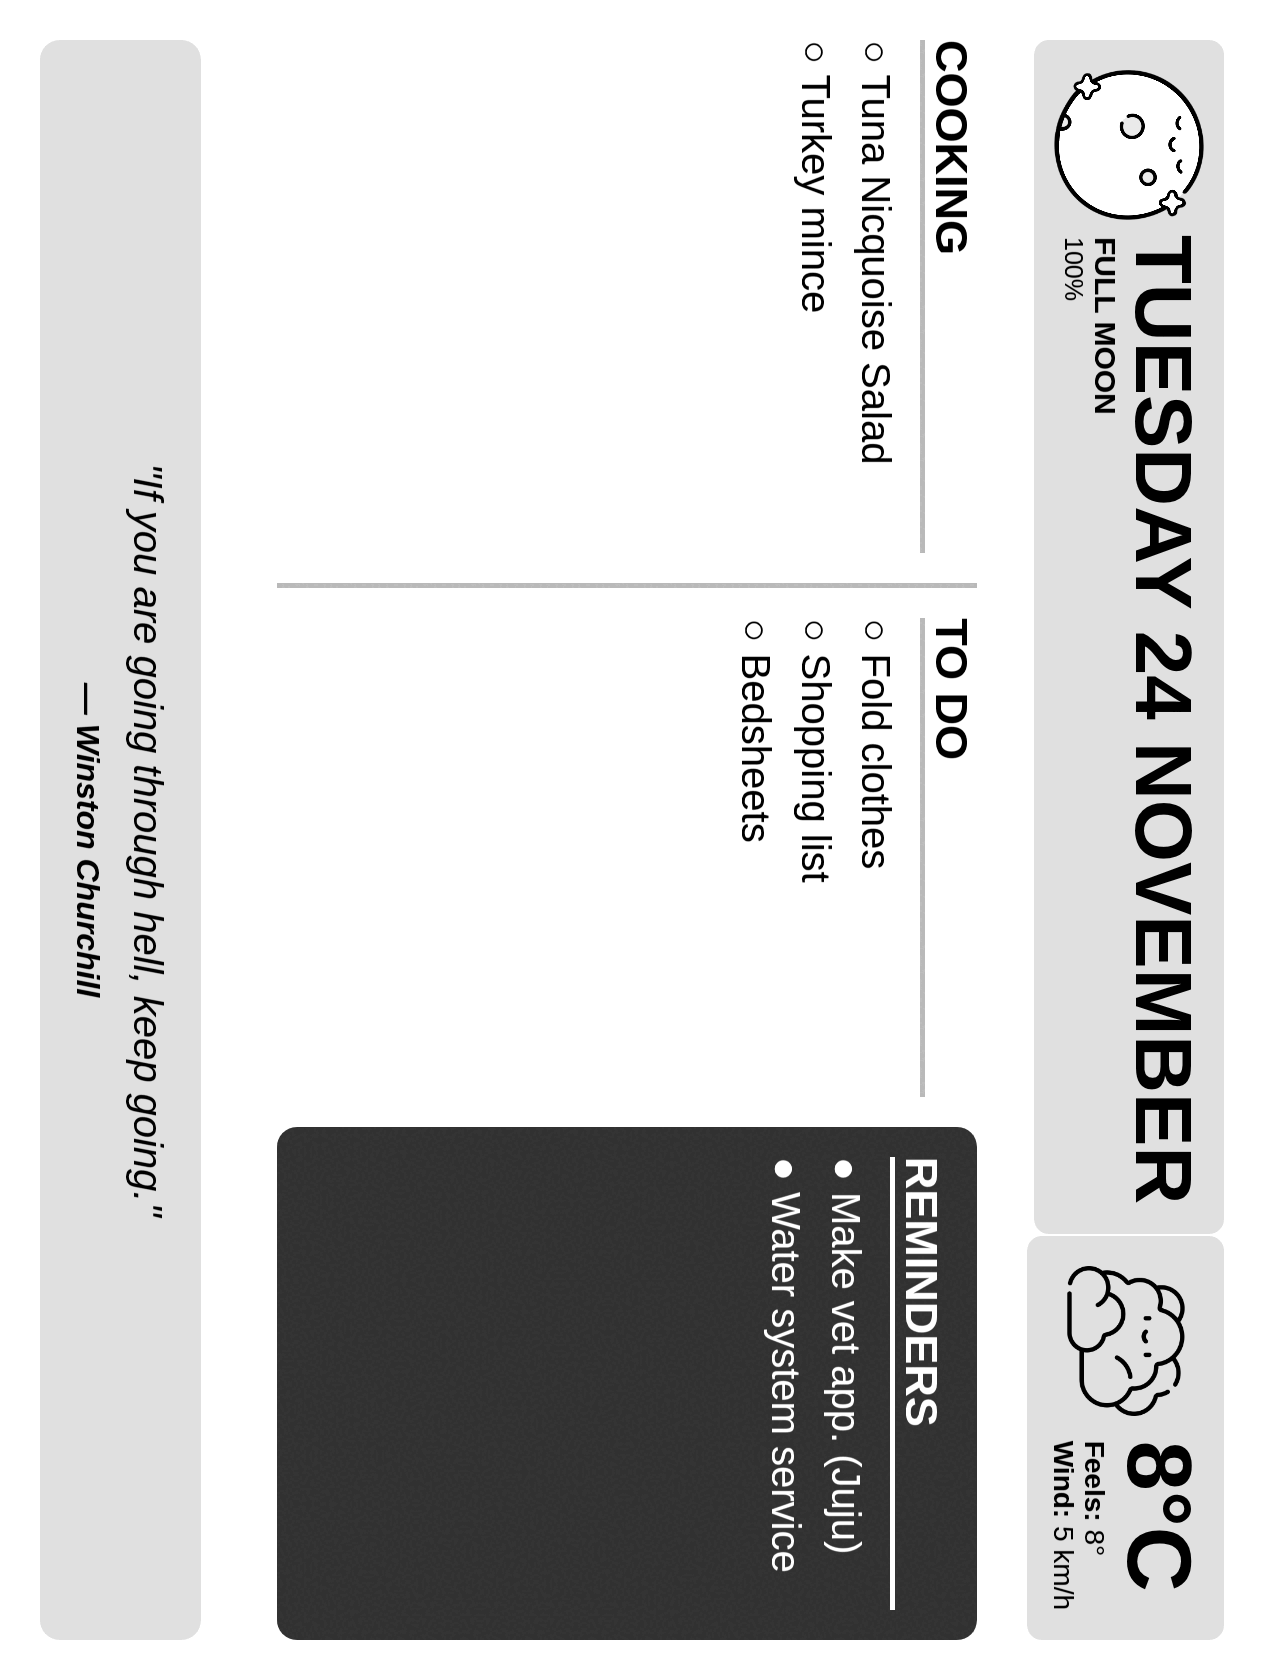 TUESDAY 24 NOVEMBER
FULL MOON
100%
8°C
Feels: 8°
Wind: 5 km/h
COOKING
○ Tuna Nicquoise Salad
○ Turkey mince
TO DO
○ Fold clothes
○ Shopping list
○ Bedsheets
REMINDERS
● Make vet app. (Juju)
● Water system service
"If you are going through hell, keep going."
— Winston Churchill